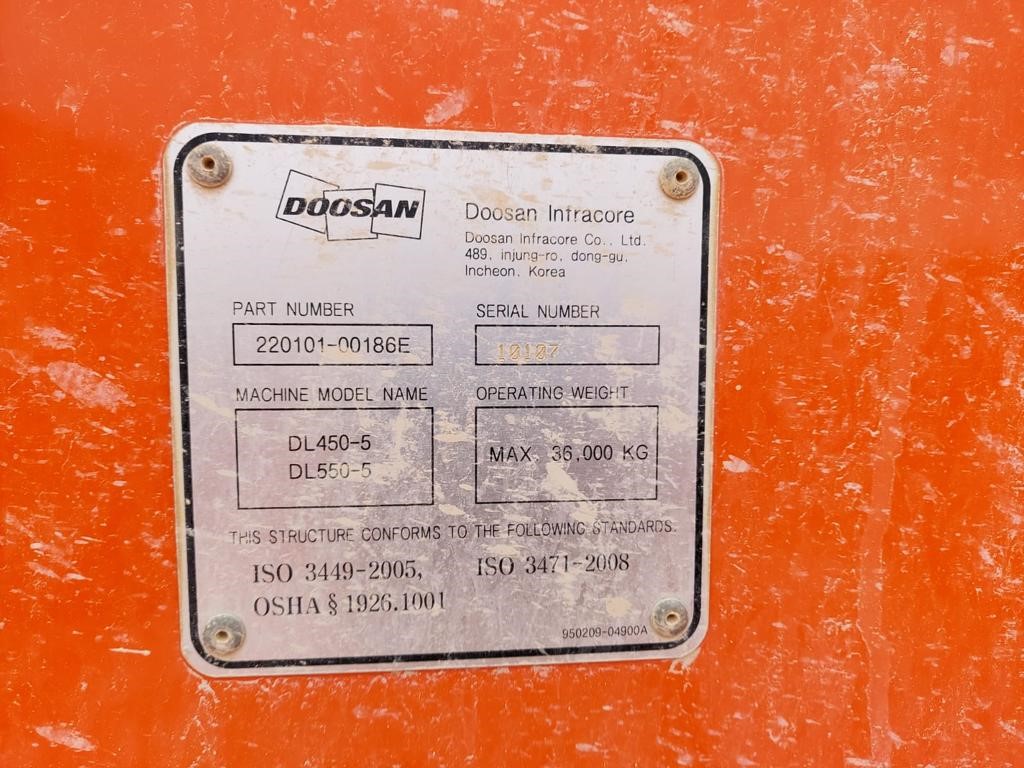 DOOSAN
Doosan Infracore
Doosan Infracore Co., Ltd.
489, injung-ro, dong-gu,
Incheon, Korea
PART NUMBER
220101-00186E
SERIAL NUMBER
10107
MACHINE MODEL NAME
DL450-5
DL550-5
OPERATING WEIGHT
MAX. 36,000 KG
THIS STRUCTURE CONFORMS TO THE FOLLOWING STANDARDS.
ISO 3449-2005, ISO 3471-2008
OSHA § 1926.1001
950209-04900A